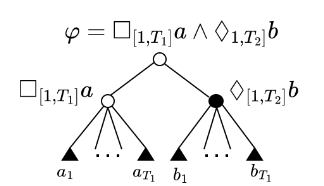 φ = □[1,T₁]a ∧ ♢1,T₂]b
□[1,T₁]a ♢[1,T₂]b
... ...
a₁ aT₁ b₁ bT₁